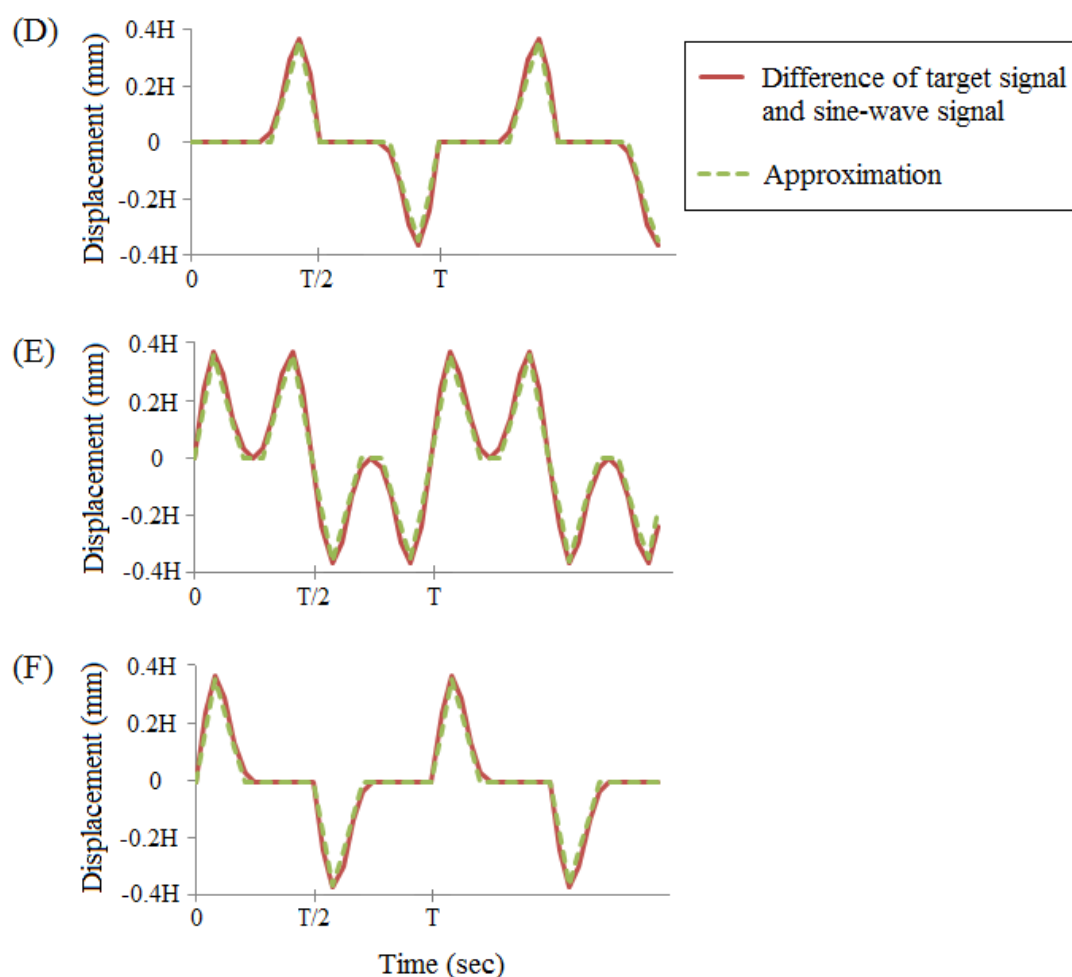 (D)
Displacement (mm)
0.4H
0.2H
0
-0.2H
-0.4H
0
T/2
T
Difference of target signal
and sine-wave signal
Approximation
(E)
Displacement (mm)
0.4H
0.2H
0
-0.2H
-0.4H
0
T/2
T
(F)
Displacement (mm)
0.4H
0.2H
0
-0.2H
-0.4H
0
T/2
T
Time (sec)